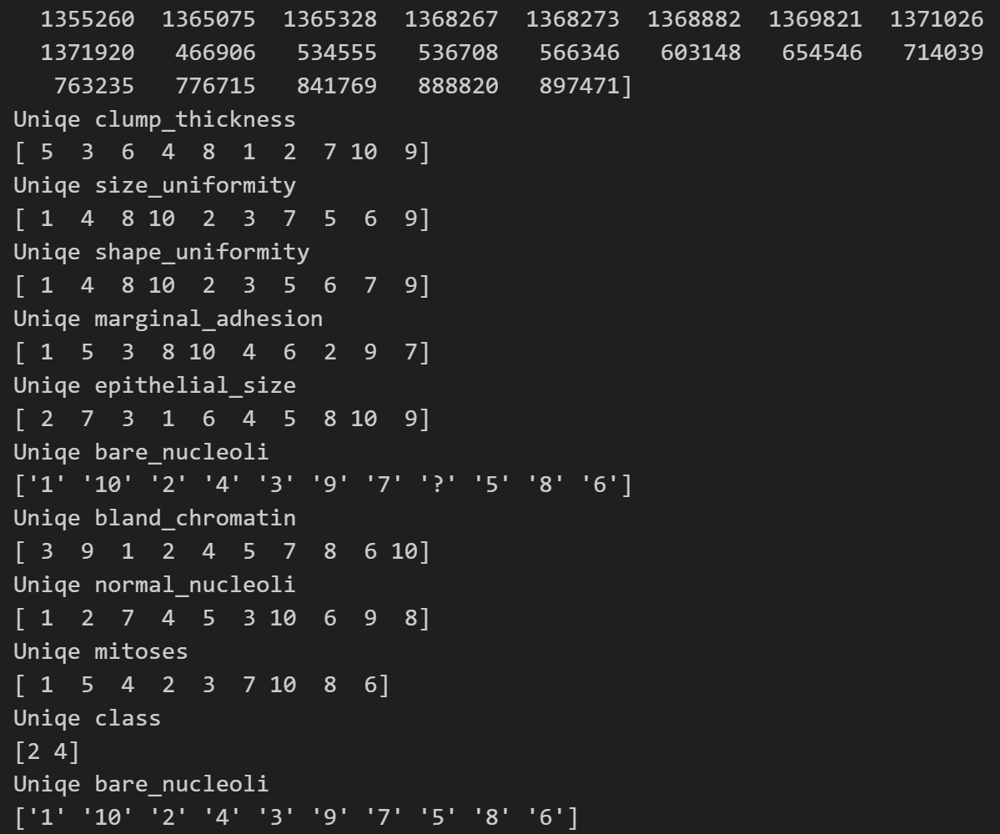 1355260 1365075 1365328 1368267 1368273 1368882 1369821 1371026
1371920 466906 534555 536708 566346 603148 654546 714039
763235 776715 841769 888820 897471]
Uniqe clump_thickness
[ 5 3 6 4 8 1 2 7 10 9]
Uniqe size_uniformity
[ 1 4 8 10 2 3 7 5 6 9]
Uniqe shape_uniformity
[ 1 4 8 10 2 3 5 6 7 9]
Uniqe marginal_adhesion
[ 1 5 3 8 10 4 6 2 9 7]
Uniqe epithelial_size
[ 2 7 3 1 6 4 5 8 10 9]
Uniqe bare_nucleoli
['1' '10' '2' '4' '3' '9' '7' '?' '5' '8' '6']
Uniqe bland_chromatin
[ 3 9 1 2 4 5 7 8 6 10]
Uniqe normal_nucleoli
[ 1 2 7 4 5 3 10 6 9 8]
Uniqe mitoses
[ 1 5 4 2 3 7 10 8 6]
Uniqe class
[2 4]
Uniqe bare_nucleoli
['1' '10' '2' '4' '3' '9' '7' '5' '8' '6']